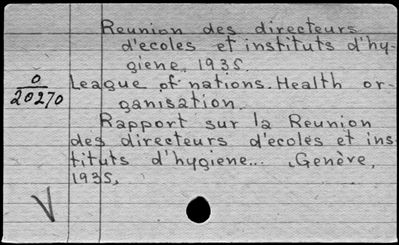 Reunion des directeurs
d'ecoles et instituts d'hy-
giene, 1935.
O
20270
League of nations. Health or-
ganisation.
Rapport sur la Reunion
des directeurs d'ecoles et ins-
tituts d'hygiene... Genève,
1935,
V